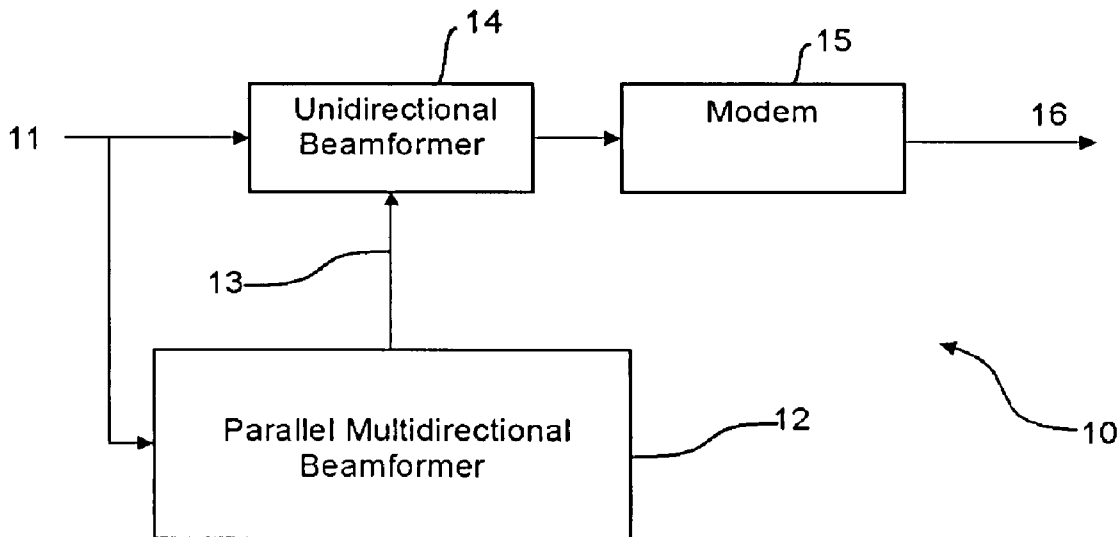 14
15
Unidirectional
Beamformer
Modem
11
16
13
Parallel Multidirectional
Beamformer
12
10